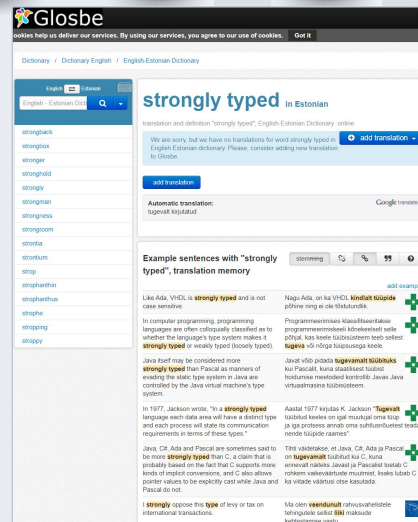 Glosbe
ookies help us deliver our services. By using our services, you agree to our use of cookies. Got it
Dictionary / Dictionary English / English-Estonian Dictionary
English Estonian
English - Estonian Dicti
strongback
strongbox
stronger
stronghold
strongly
strongman
strongness
strongroom
strontia
strontium
strop
strophanthin
strophanthus
strophe
stropping
stroppy
strongly typed in Estonian
translation and definition "strongly typed", English-Estonian Dictionary online
We are sorry, but we have no translations for word strongly typed in
English Estonian dictionary. Please, consider adding new translation
to Glosbe.
add translation
add translation
Automatic translation:
tugevalt kirjutatud
Google translate
Example sentences with "strongly
typed", translation memory
stemming
add examp
Like Ada, VHDL is strongly typed and is not
case sensitive.
Nagu Ada, on ka VHDL kindlalt tüüpide
põhine ning ei ole tõstutundlik.
In computer programming, programming
languages are often colloquially classified as to
whether the language's type system makes it
strongly typed or weakly typed (loosely typed).
Programmeerimises klassifitseeritakse
programmeerimiskeeli kõnekeelselt selle
põhjal, kas keele tüübisüsteem teeb sellest
tugeva või nõrga tüüpsusega keele.
Java itself may be considered more
strongly typed than Pascal as manners of
evading the static type system in Java are
controlled by the Java virtual machine's type
system.
Javat võib pidada tugevamalt tüübituks
kui Pascalit, kuna staatilisest tüübist
hoidumise meetodeid kontrollib Javas Java
virtuaalmasina tüübisüsteem.
In 1977, Jackson wrote, "In a strongly typed
language each data area will have a distinct type
and each process will state its communication
requirements in terms of these types."
Aastal 1977 kirjutas K. Jackson "Tugevalt
tüübitud keeles on igal muutujal oma tüüp
ja iga protsess annab oma suhtlusnõuetest teada
nende tüüpide raames".
Java, C#, Ada and Pascal are sometimes said to
be more strongly typed than C, a claim that is
probably based on the fact that C supports more
kinds of implicit conversions, and C also allows
pointer values to be explicitly cast while Java and
Pascal do not.
Tihti väidetakse, et Java, C#, Ada ja Pascal
on tugevamalt tüübitud kui C, kuna
erinevalt näiteks Javast ja Pascalist toetab C
rohkem vakeväärtuste muutmist, lisaks lubab C
ka viitade väärtusi otse kasutada.
I strongly oppose this type of levy or tax on
international transactions.
Ma olen veendunult rahvusvahelistele
tehingutele sellist liiki maksude
kehtestamise vastu.